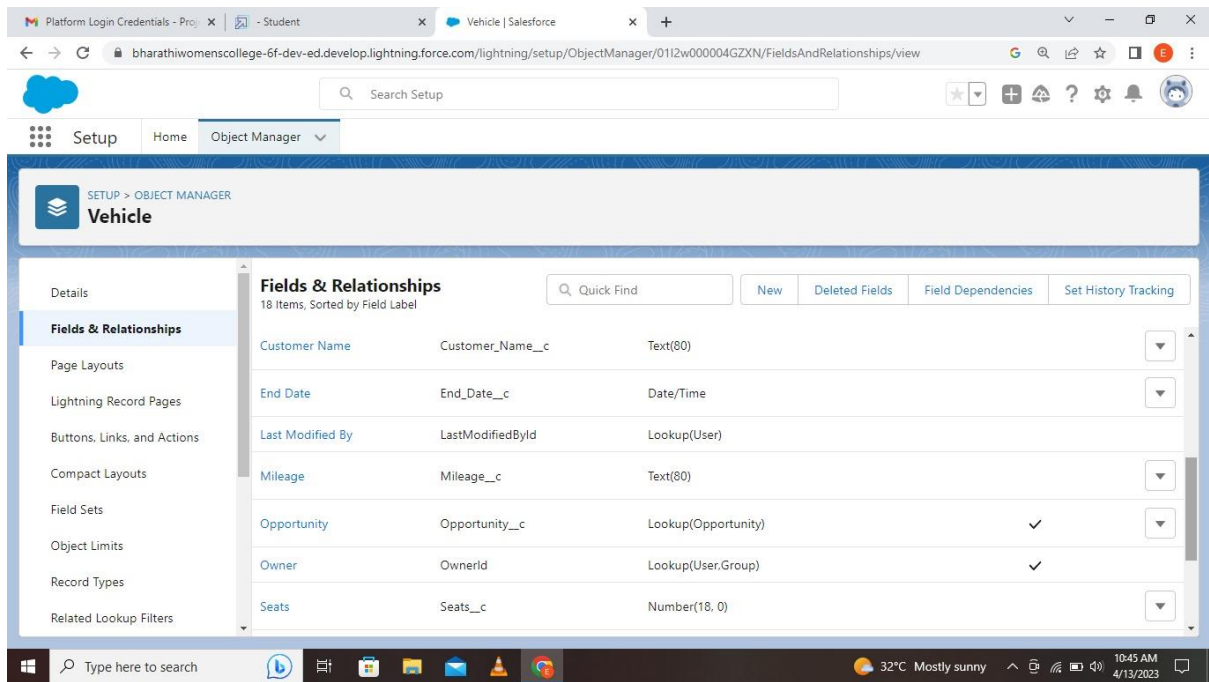 Platform Login Credentials - Proj
- Student
Vehicle | Salesforce
bharathiwomenscollege-6f-dev-ed.develop.lightning.force.com/lightning/setup/ObjectManager/01I2w000004GZXN/FieldsAndRelationships/view
E
Search Setup
Setup
Home
Object Manager
SETUP > OBJECT MANAGER
Vehicle
Details
Fields & Relationships
Page Layouts
Lightning Record Pages
Buttons, Links, and Actions
Compact Layouts
Field Sets
Object Limits
Record Types
Related Lookup Filters
Fields & Relationships
18 Items, Sorted by Field Label
Quick Find
New
Deleted Fields
Field Dependencies
Set History Tracking
Customer Name Customer_Name__c Text(80)
End Date End_Date__c Date/Time
Last Modified By LastModifiedById Lookup(User)
Mileage Mileage__c Text(80)
Opportunity Opportunity__c Lookup(Opportunity)
Owner OwnerId Lookup(User,Group)
Seats Seats__c Number(18, 0)
Type here to search
32°C Mostly sunny
10:45 AM
4/13/2023